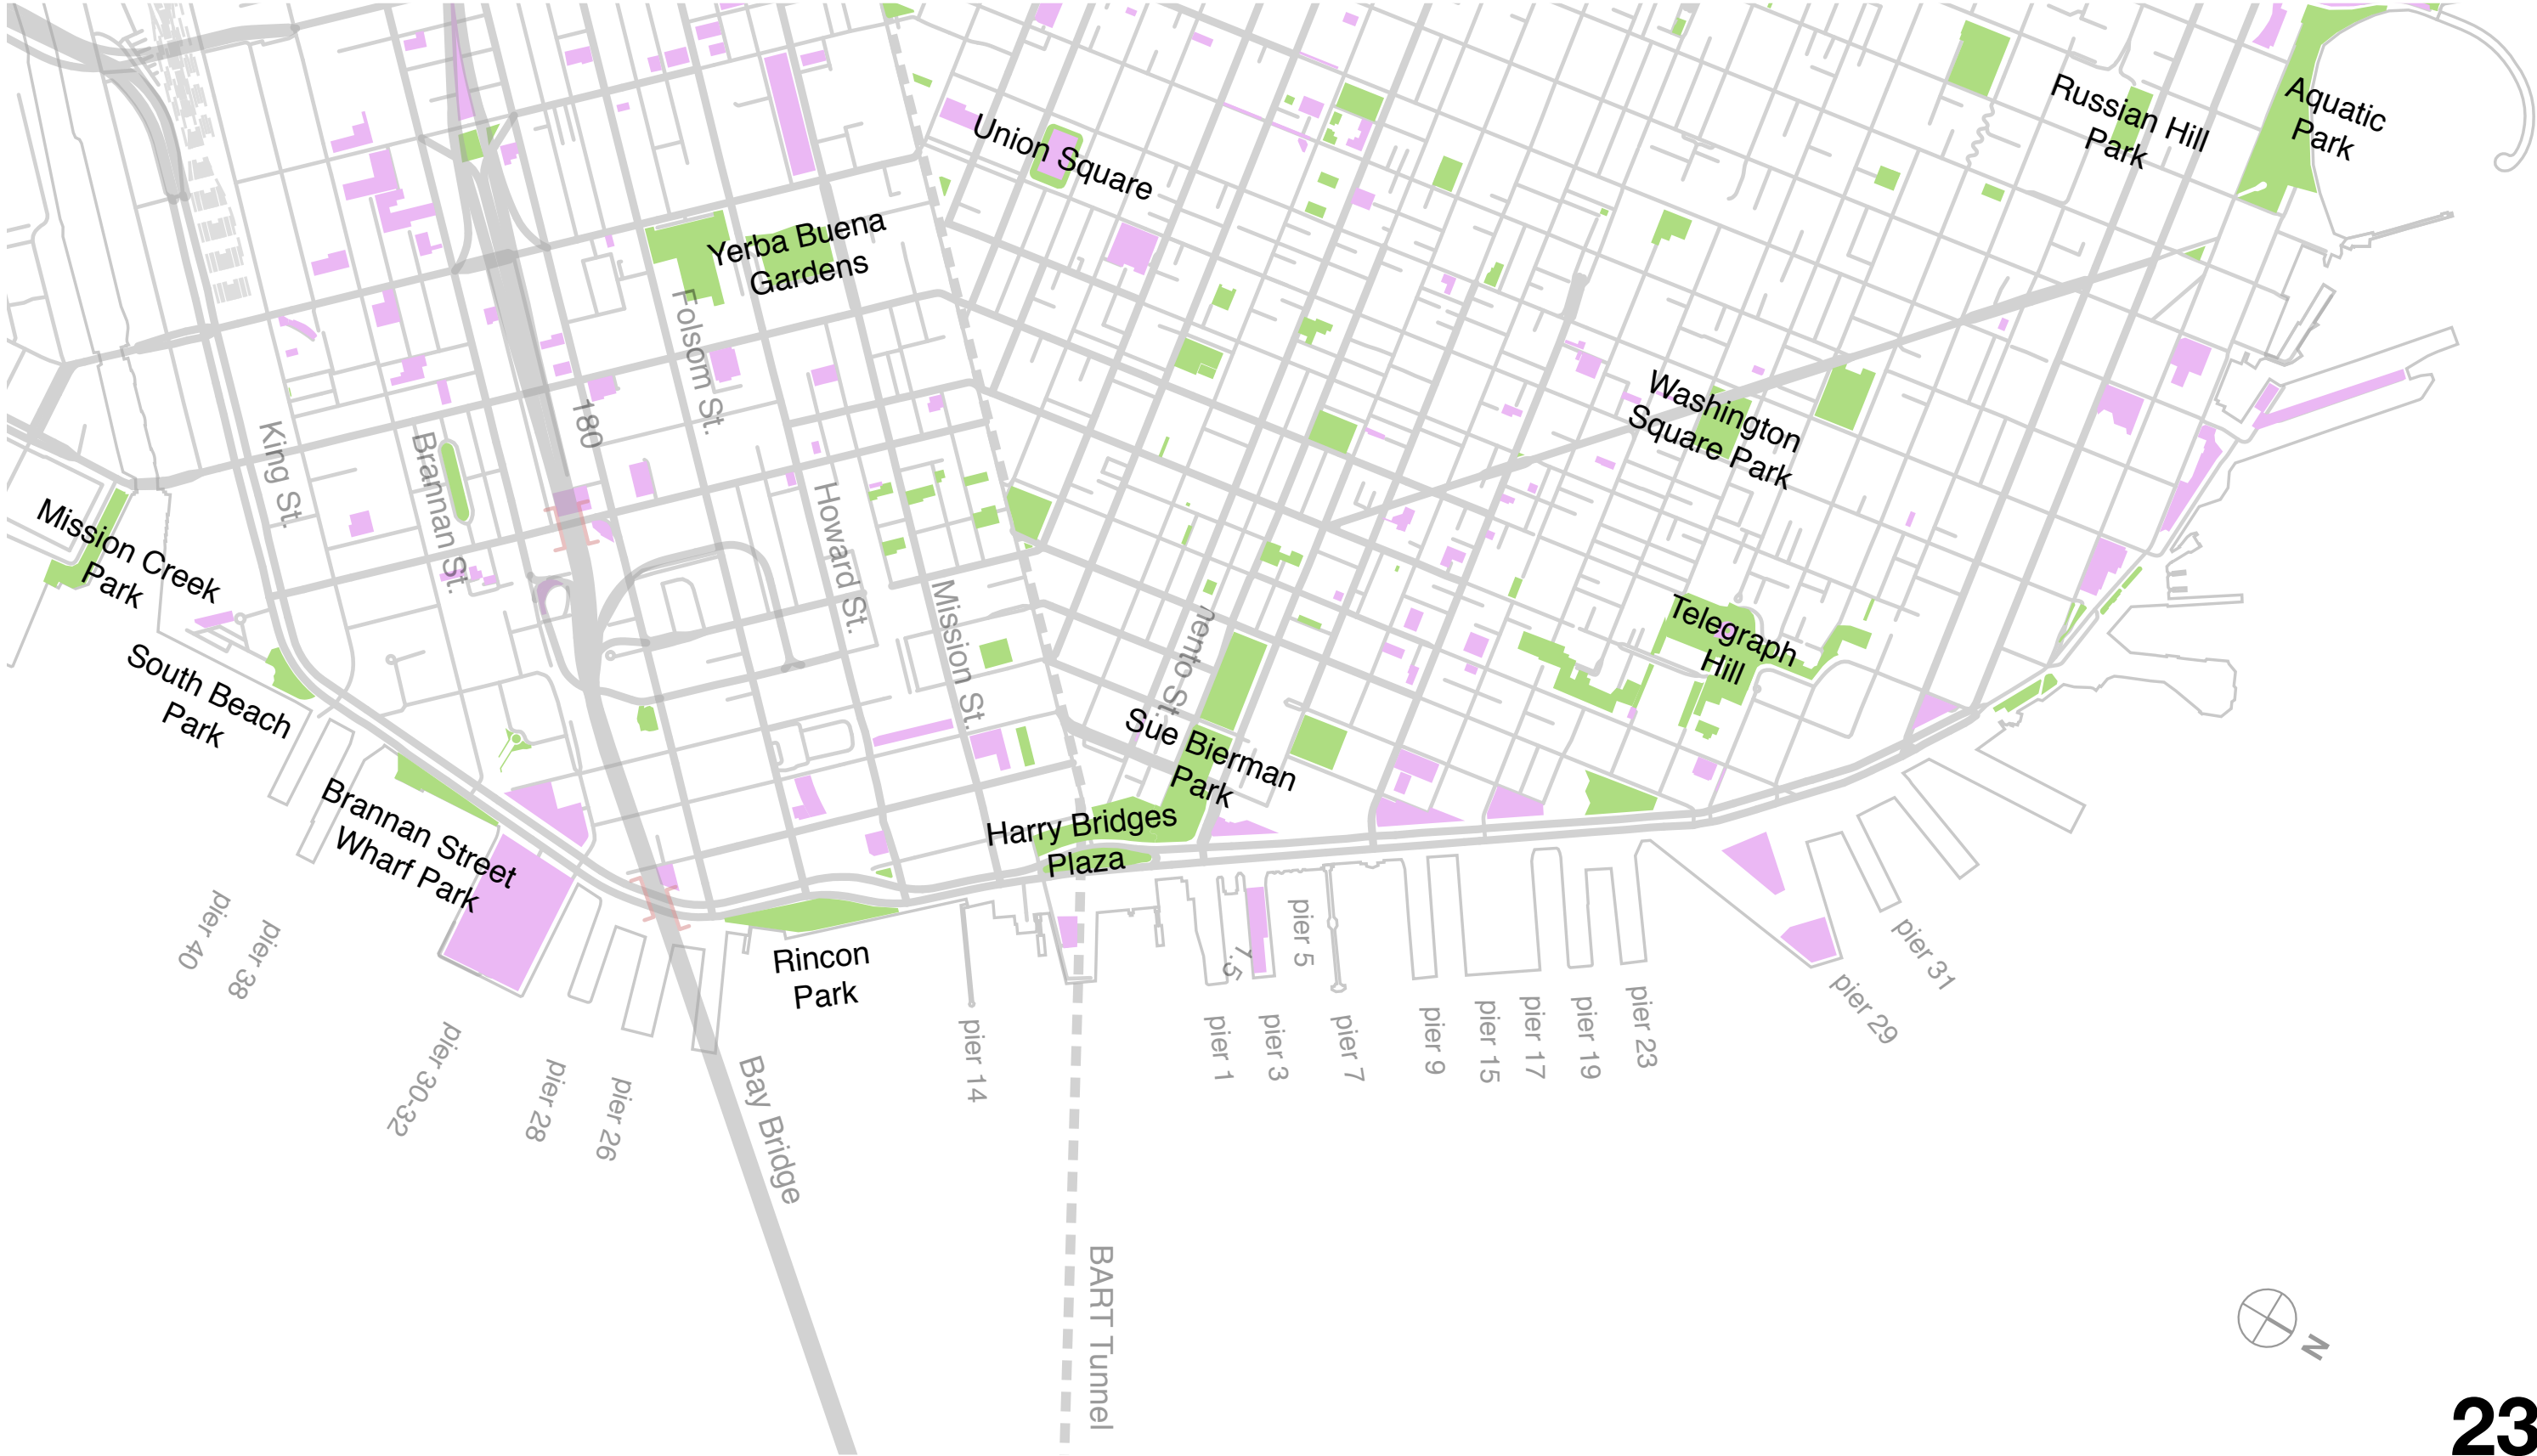 Russian Hill
Park
Aquatic
Park
Union Square
Yerba Buena
Gardens
Folsom St.
Washington
Square Park
King St.
Brannan St.
180
Howard St.
Mission St.
Mission Creek
Park
South Beach
Park
Telegraph
Hill
mento St.
Sue Bierman
Park
Harry Bridges
Plaza
Brannan Street
Wharf Park
Rincon
Park
pier 40
pier 38
pier 30-32
pier 28
pier 26
Bay Bridge
pier 14
pier 1
pier 3
pier 5
pier 7
pier 9
pier 15
pier 17
pier 19
pier 23
pier 29
pier 31
BART Tunnel
N
23